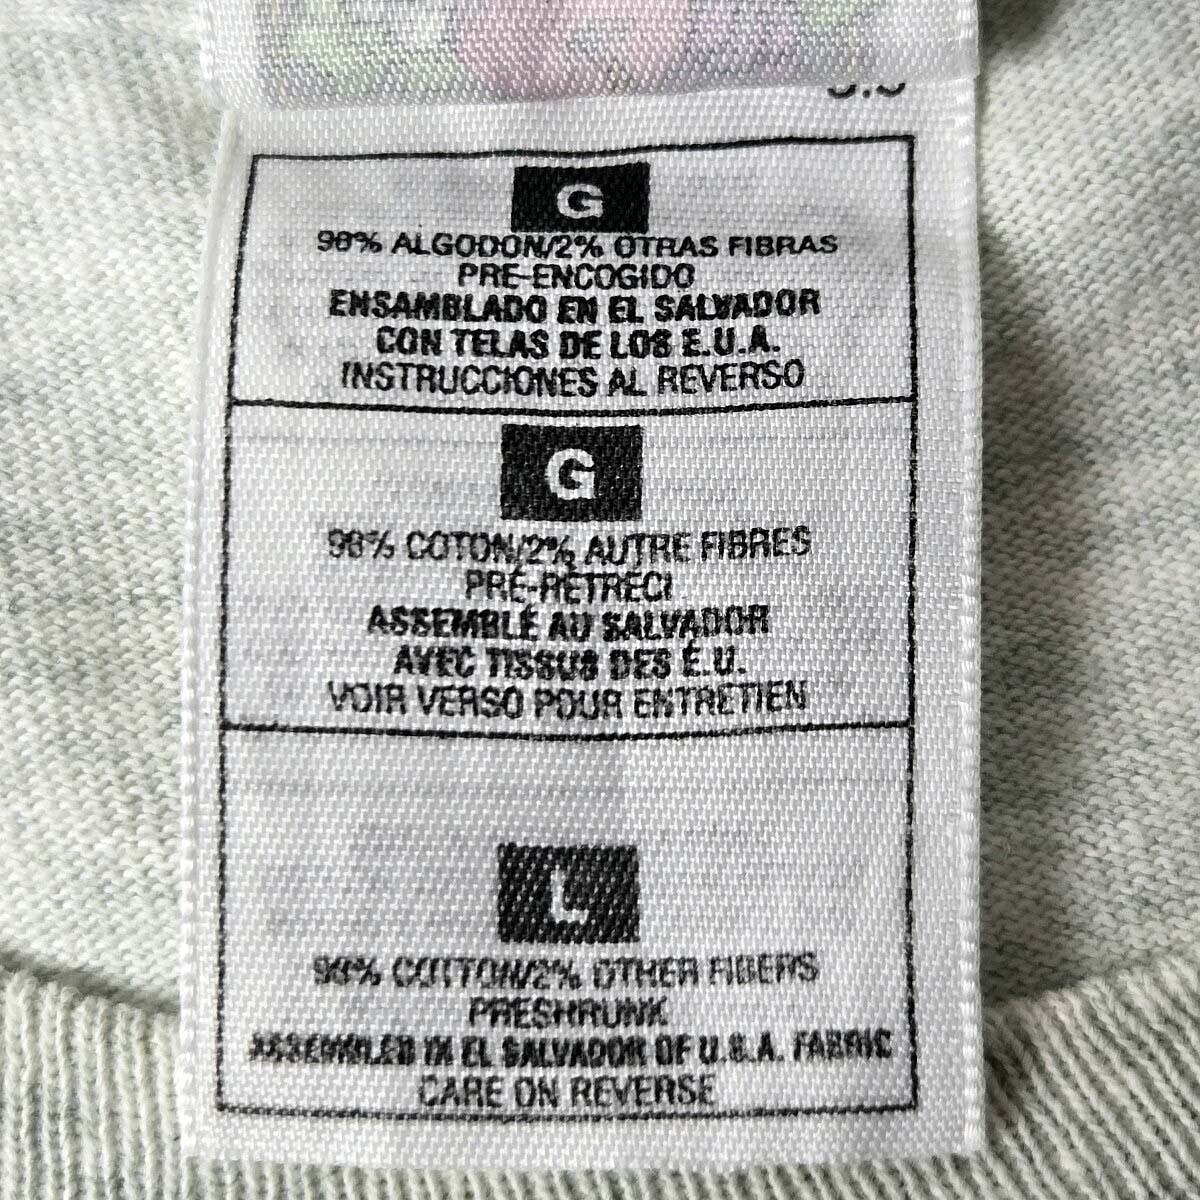 G
98% ALGODON/2% OTRAS FIBRAS
PRE-ENCOGIDO
ENSAMBLADO EN EL SALVADOR
CON TELAS DE LOS E.U.A.
INSTRUCCIONES AL REVERSO
G
98% COTON/2% AUTRE FIBRES
PRÉ-RÉTRÉCI
ASSEMBLÉ AU SALVADOR
AVEC TISSUS DES É.U.
VOIR VERSO POUR ENTRETIEN
L
98% COTTON/2% OTHER FIBERS
PRESHRUNK
ASSEMBLED IN EL SALVADOR OF U.S.A. FABRIC
CARE ON REVERSE